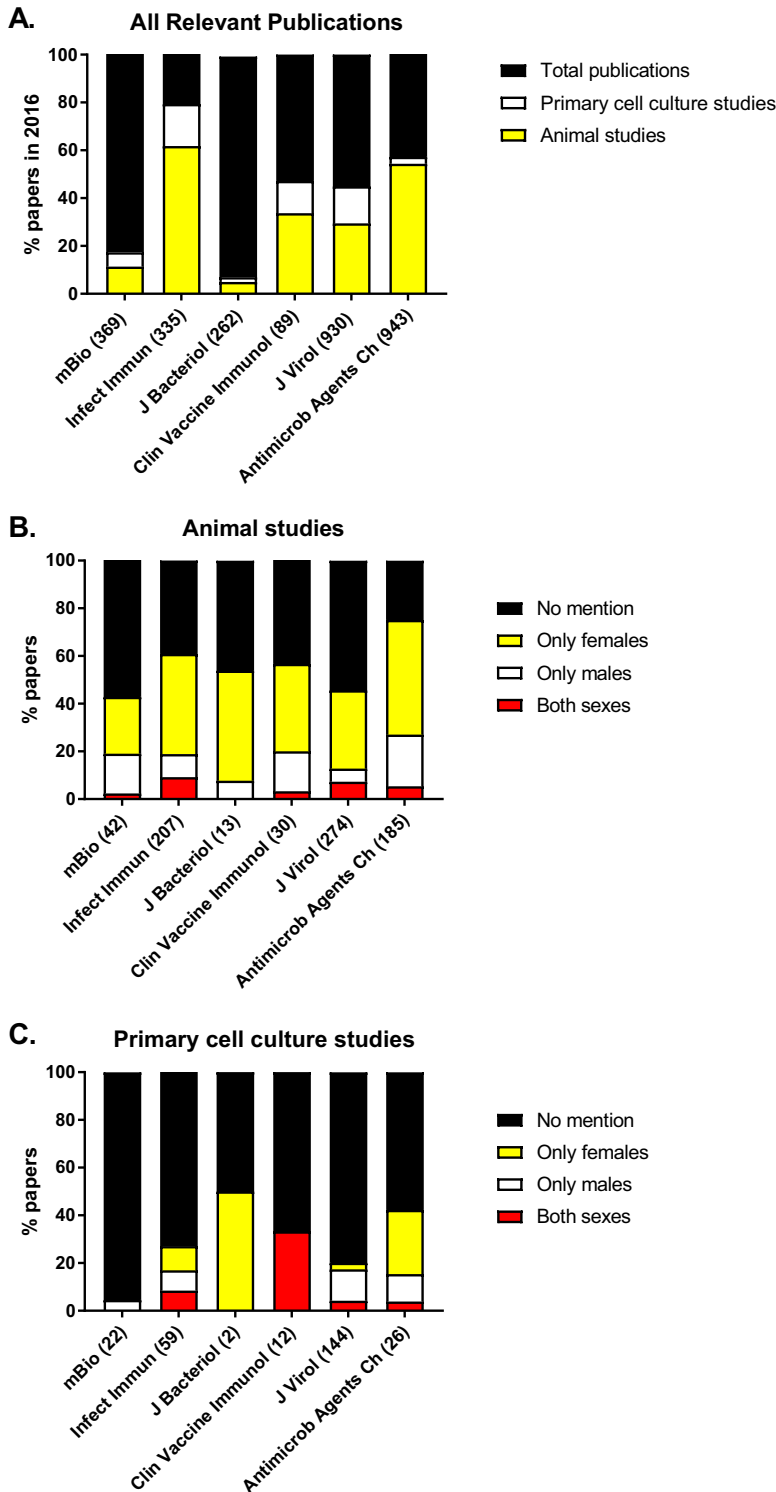 A.
All Relevant Publications
% papers in 2016
100
80
60
40
20
0
mBio (369)
Infect Immun (335)
J Bacteriol (262)
Clin Vaccine Immunol (89)
J Virol (930)
Antimicrob Agents Ch (943)
Total publications
Primary cell culture studies
Animal studies
B.
Animal studies
% papers
100
80
60
40
20
0
mBio (42)
Infect Immun (207)
J Bacteriol (13)
Clin Vaccine Immunol (30)
J Virol (274)
Antimicrob Agents Ch (185)
No mention
Only females
Only males
Both sexes
C.
Primary cell culture studies
% papers
100
80
60
40
20
0
mBio (22)
Infect Immun (59)
J Bacteriol (2)
Clin Vaccine Immunol (12)
J Virol (144)
Antimicrob Agents Ch (26)
No mention
Only females
Only males
Both sexes